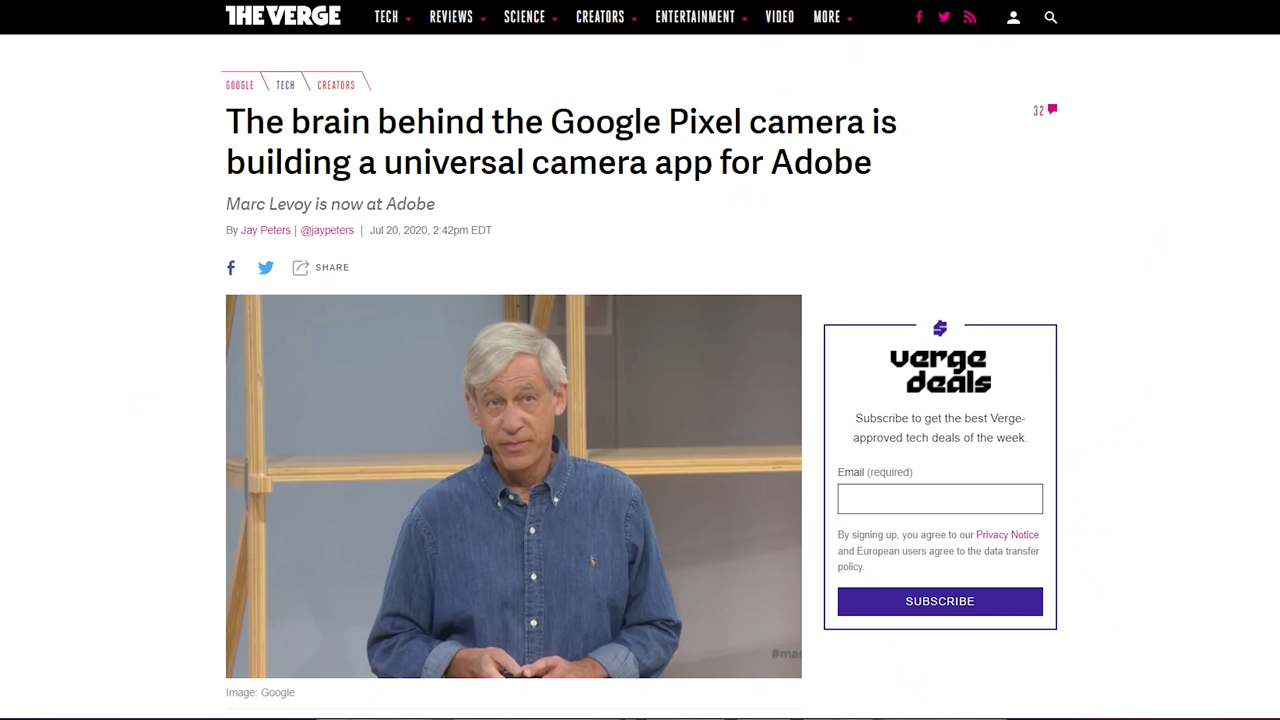 THE VERGE TECH REVIEWS SCIENCE CREATORS ENTERTAINMENT VIDEO MORE
GOOGLE TECH CREATORS
The brain behind the Google Pixel camera is
building a universal camera app for Adobe
32
Marc Levoy is now at Adobe
By Jay Peters | @jaypeters | Jul 20, 2020, 2:42pm EDT
SHARE
verge
deals
Subscribe to get the best Verge-
approved tech deals of the week.
Email (required)
By signing up, you agree to our Privacy Notice
and European users agree to the data transfer
policy.
SUBSCRIBE
Image: Google